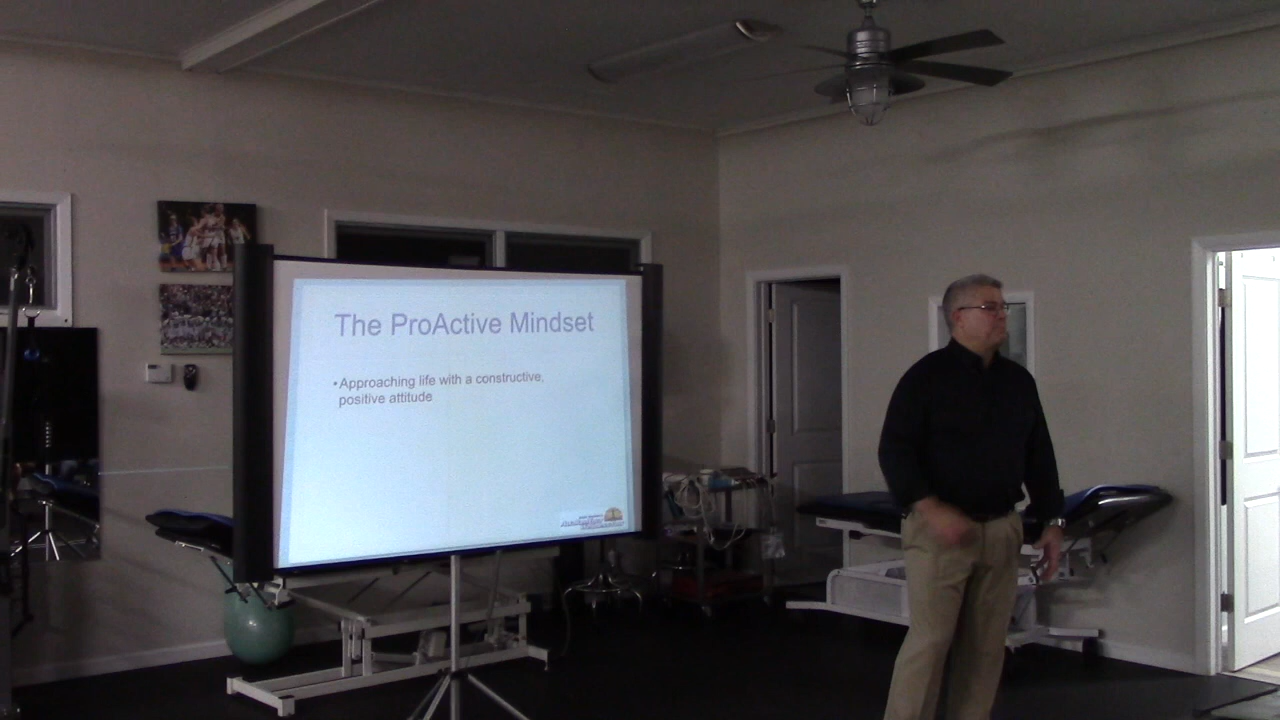 The ProActive Mindset
•Approaching life with a constructive,
positive attitude